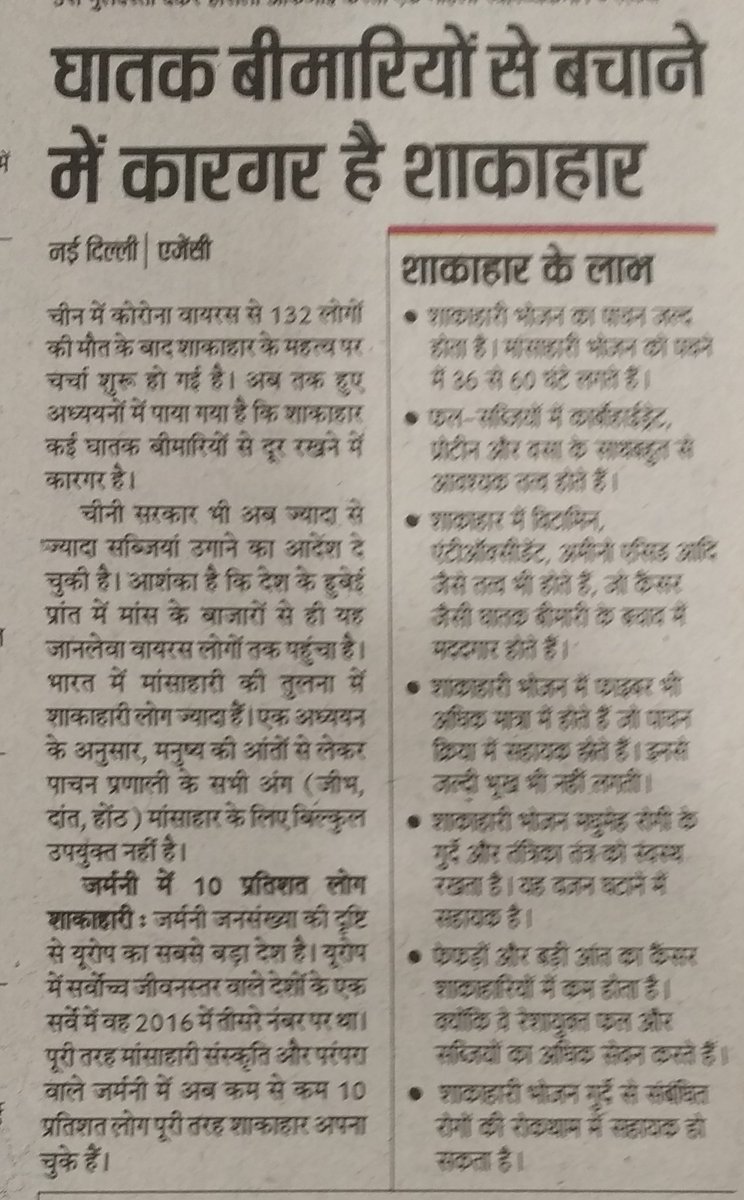 घातक बीमारियों से बचाने
में कारगर है शाकाहार
नई दिल्ली | एजेंसी
चीन में कोरोना वायरस से 132 लोगों
की मौत के बाद शाकाहार के महत्व पर
चर्चा शुरू हो गई है। अब तक हुए
अध्ययनों में पाया गया है कि शाकाहार
कई घातक बीमारियों से दूर रखने में
कारगर है।
चीनी सरकार भी अब ज्यादा से
ज्यादा सब्जियां उगाने का आदेश दे
चुकी है। आशंका है कि देश के हुबेई
प्रांत में मांस के बाजारों से ही यह
जानलेवा वायरस लोगों तक पहुंचा है।
भारत में मांसाहारी की तुलना में
शाकाहारी लोग ज्यादा हैं। एक अध्ययन
के अनुसार, मनुष्य की आंतों से लेकर
पाचन प्रणाली के सभी अंग (जीभ,
दांत, होंठ) मांसाहार के लिए बिल्कुल
उपयुंक्त नहीं है।
जर्मनी में 10 प्रतिशत लोग
शाकाहारी : जर्मनी जनसंख्या की दृष्टि
से यूरोप का सबसे बड़ा देश है। यूरोप
में सर्वोच्च जीवनस्तर वाले देशों के एक
सर्वे में वह 2016 में तीसरे नंबर पर था।
पूरी तरह मांसाहारी संस्कृति और परंपरा
वाले जर्मनी में अब कम से कम 10
प्रतिशत लोग पूरी तरह शाकाहार अपना
चुके हैं।
शाकाहार के लाभ
• शाकाहारी भोजन का पाचन जल्द
होता है। मांसाहारी भोजन को पचने
में 36 से 60 घंटे लगते हैं।
• फल-सब्जियों में कार्बोहाईड्रेट,
प्रोटीन और वसा के साथबहुत से
आवश्यक तत्व होते हैं।
• शाकाहार में विटामिन,
एंटीऑक्सीडेंट, अमीनो एसिड आदि
जैसे तत्व भी होते हैं, जो कैंसर
जैसी घातक बीमारी के बचाव में
मददगार होते हैं।
• शाकाहारी भोजन में फाइबर भी
अधिक मात्रा में होते हैं जो पाचन
क्रिया में सहायक होते हैं। इनसे
जल्दी भूख भी नहीं लगती।
• शाकाहारी भोजन मधुमेह रोगी के
गुर्दे और तंत्रिका तंत्र को स्वस्थ
रखता है। यह वजन घटाने में
सहायक है।
• फेफड़ों और बड़ी आंत का कैंसर
शाकाहारियों में कम होता है।
क्योंकि वे रेशायुक्त फल और
सब्जियों का अधिक सेवन करते हैं।
• शाकाहारी भोजन गुर्दे से संबंधित
रोगों की रोकथाम में सहायक हो
सकता है।